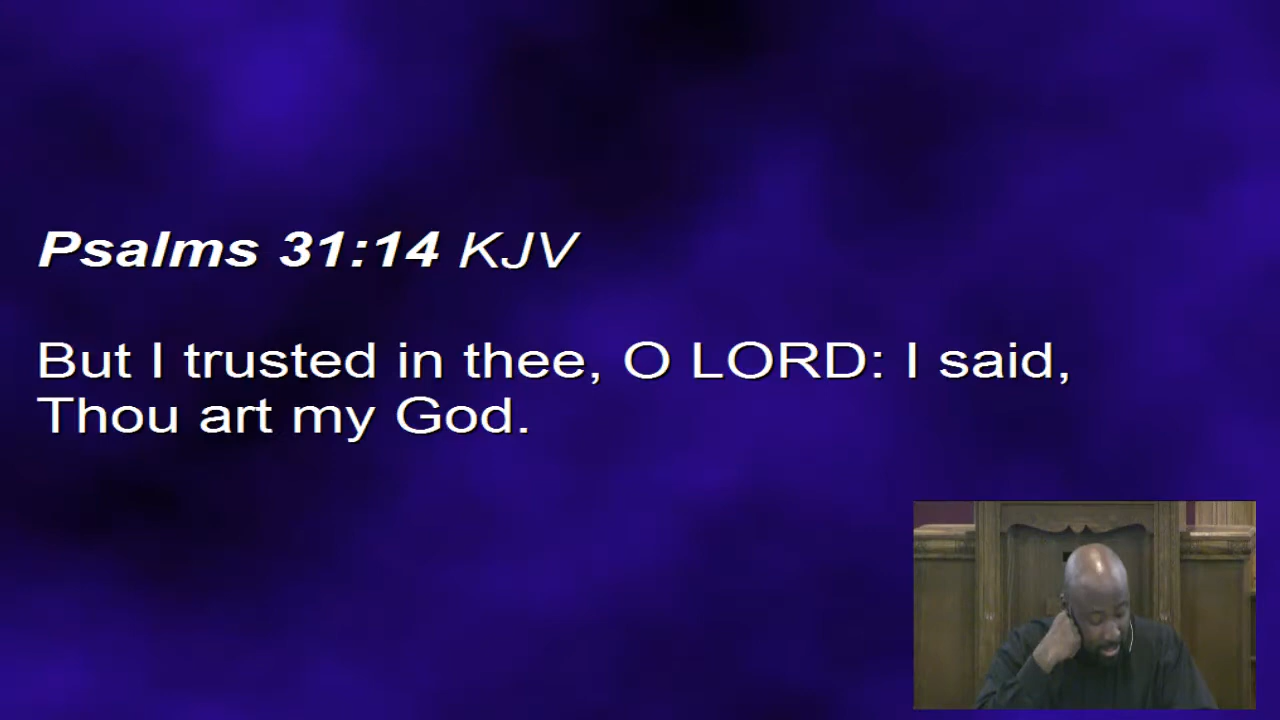 Psalms 31:14 KJV
But I trusted in thee, O LORD: I said,
Thou art my God.